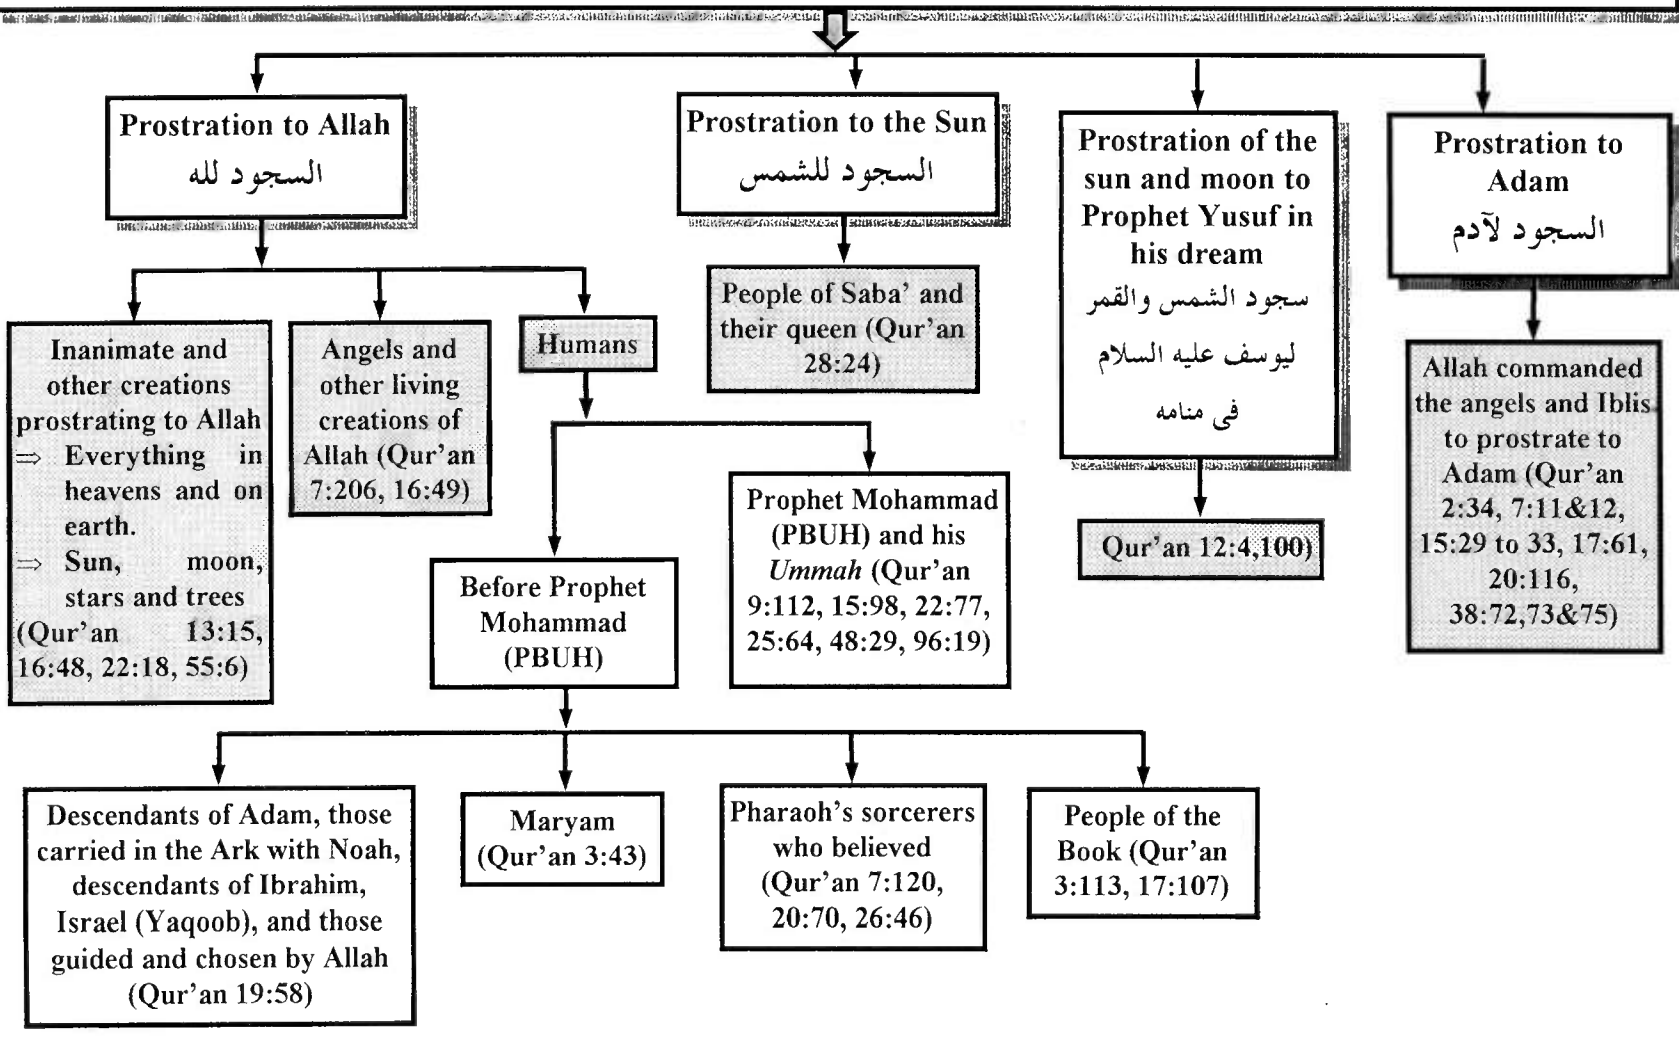 Prostration to Allah
السجود لله
Prostration to the Sun
السجود للشمس
Prostration of the
sun and moon to
Prophet Yusuf in
his dream
سجود الشمس والقمر
ليوسف عليه السلام
في منامه
Prostration to
Adam
السجود لآدم
Inanimate and
other creations
prostrating to Allah
⇒ Everything in
heavens and on
earth.
⇒ Sun, moon,
stars and trees
(Qur'an 13:15,
16:48, 22:18, 55:6)
Angels and
other living
creations of
Allah (Qur'an
7:206, 16:49)
Humans
People of Saba' and
their queen (Qur'an
28:24)
Qur'an 12:4,100)
Allah commanded
the angels and Iblis
to prostrate to
Adam (Qur'an
2:34, 7:11&12,
15:29 to 33, 17:61,
20:116,
38:72,73&75)
Before Prophet
Mohammad
(PBUH)
Prophet Mohammad
(PBUH) and his
Ummah (Qur'an
9:112, 15:98, 22:77,
25:64, 48:29, 96:19)
Descendants of Adam, those
carried in the Ark with Noah,
descendants of Ibrahim,
Israel (Yaqoob), and those
guided and chosen by Allah
(Qur'an 19:58)
Maryam
(Qur'an 3:43)
Pharaoh's sorcerers
who believed
(Qur'an 7:120,
20:70, 26:46)
People of the
Book (Qur'an
3:113, 17:107)